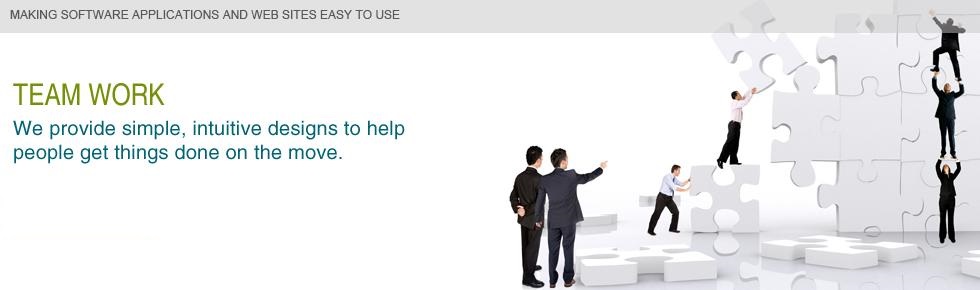 MAKING SOFTWARE APPLICATIONS AND WEB SITES EASY TO USE
TEAM WORK
We provide simple, intuitive designs to help
people get things done on the move.